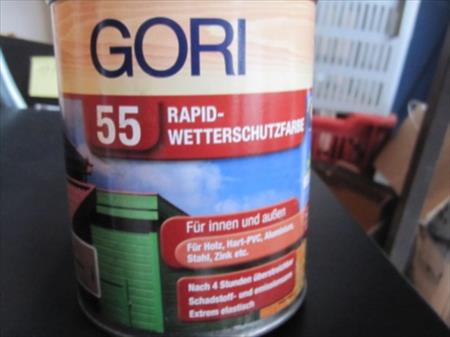 GORI
55
RAPID-
WETTERSCHUTZFARBE
Für innen und außen
Für Holz, Hart-PVC, Aluminium,
Stahl, Zink etc.
Nach 4 Stunden überstreichbar
Schadstoff- und emissionsarm
Extrem elastisch